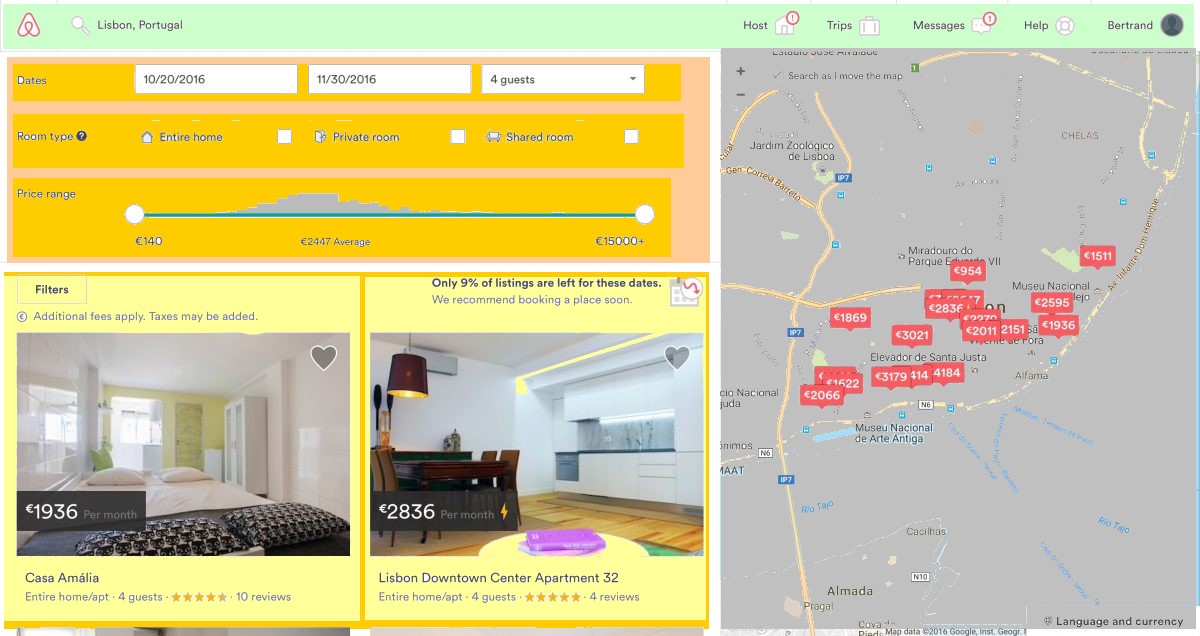 Lisbon, Portugal
Host
!
Trips
Messages
1
Help
Bertrand
Dates
10/20/2016
11/30/2016
4 guests
Room type ?
Entire home
Private room
Shared room
Price range
€140
€2447 Average
€15000+
Filters
Only 9% of listings are left for these dates.
We recommend booking a place soon.
€ Additional fees apply. Taxes may be added.
€1936 Per month
€2836 Per month
Casa Amália
Entire home/apt · 4 guests · 10 reviews
Lisbon Downtown Center Apartment 32
Entire home/apt · 4 guests · 4 reviews
+
Search as I move the map
−
1
CHELAS
Jardim Zoológico
de Lisboa
IP7
Gen. Correia Barreto
Av. Infante Dom Henrique
Miradouro do
Parque Eduardo VII
€1511
€954
Museu Nacional
€2595
€2836
€1869
€2011
2151
€1936
€3021
IP7
Elevador de Santa Justa
€1622
€3179
414
4184
Alfama
€2066
N6
Museu Nacional
de Arte Antiga
N6
MAAT
IP7
Rio Tejo
Rio Tejo
Cacilhas
N10
Almada
Pragal
Language and currency
Map data ©2016 Google, Inst. Geogr.